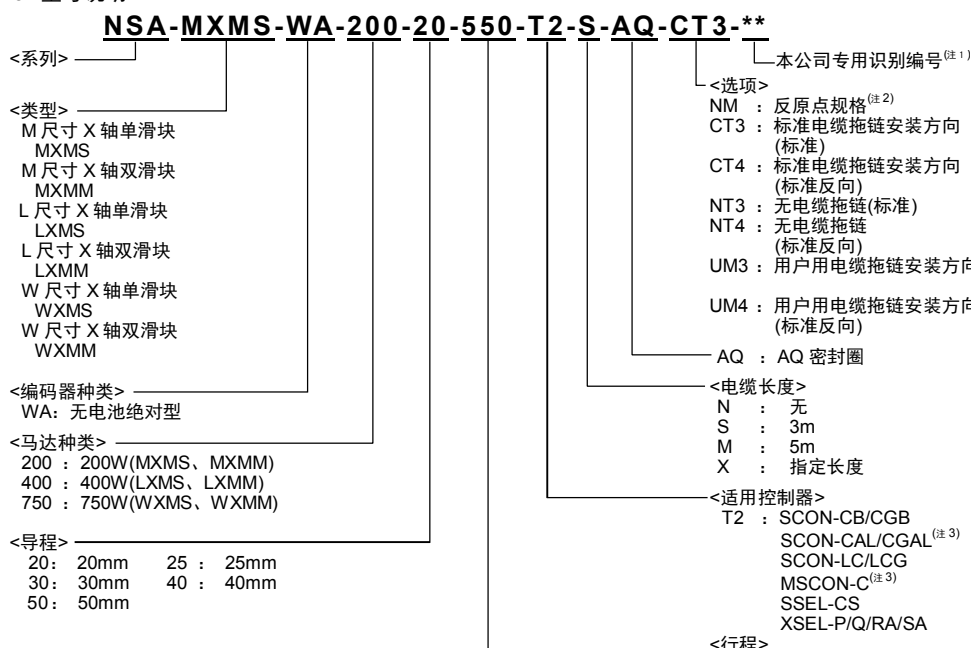 NSA-MXMS-WA-200-20-550-T2-S-AQ-CT3-**
<系列>
<类型>
M 尺寸 X 轴单滑块
MXMS
M 尺寸 X 轴双滑块
MXMM
L 尺寸 X 轴单滑块
LXMS
L 尺寸 X 轴双滑块
LXMM
W 尺寸 X 轴单滑块
WXMS
W 尺寸 X 轴双滑块
WXMM
<编码器种类>
WA：无电池绝对型
<马达种类>
200 ：200W(MXMS、MXMM)
400 ：400W(LXMS、LXMM)
750 ：750W(WXMS、WXMM)
<导程>
20： 20mm 25 ： 25mm
30： 30mm 40 ： 40mm
50： 50mm
本公司专用识别编号(注 1)
<选项>
NM ：反原点规格(注 2)
CT3 ：标准电缆拖链安装方向
(标准)
CT4 ：标准电缆拖链安装方向
(标准反向)
NT3 ：无电缆拖链(标准)
NT4 ：无电缆拖链
(标准反向)
UM3 ：用户用电缆拖链安装方向
UM4 ：用户用电缆拖链安装方向
(标准反向)
AQ ：AQ 密封圈
<电缆长度>
N ： 无
S ： 3m
M ： 5m
X ： 指定长度
<适用控制器>
T2 ：SCON-CB/CGB
SCON-CAL/CGAL(注 3)
SCON-LC/LCG
MSCON-C(注 3)
SSEL-CS
XSEL-P/Q/RA/SA
<行程>